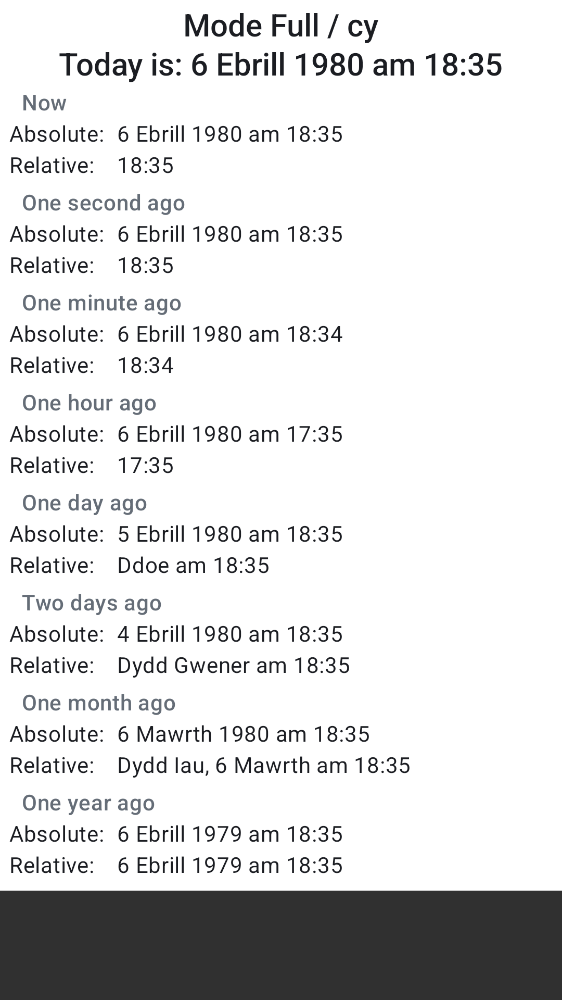 Mode Full / cy
Today is: 6 Ebrill 1980 am 18:35
Now
Absolute: 6 Ebrill 1980 am 18:35
Relative: 18:35
One second ago
Absolute: 6 Ebrill 1980 am 18:35
Relative: 18:35
One minute ago
Absolute: 6 Ebrill 1980 am 18:34
Relative: 18:34
One hour ago
Absolute: 6 Ebrill 1980 am 17:35
Relative: 17:35
One day ago
Absolute: 5 Ebrill 1980 am 18:35
Relative: Ddoe am 18:35
Two days ago
Absolute: 4 Ebrill 1980 am 18:35
Relative: Dydd Gwener am 18:35
One month ago
Absolute: 6 Mawrth 1980 am 18:35
Relative: Dydd Iau, 6 Mawrth am 18:35
One year ago
Absolute: 6 Ebrill 1979 am 18:35
Relative: 6 Ebrill 1979 am 18:35